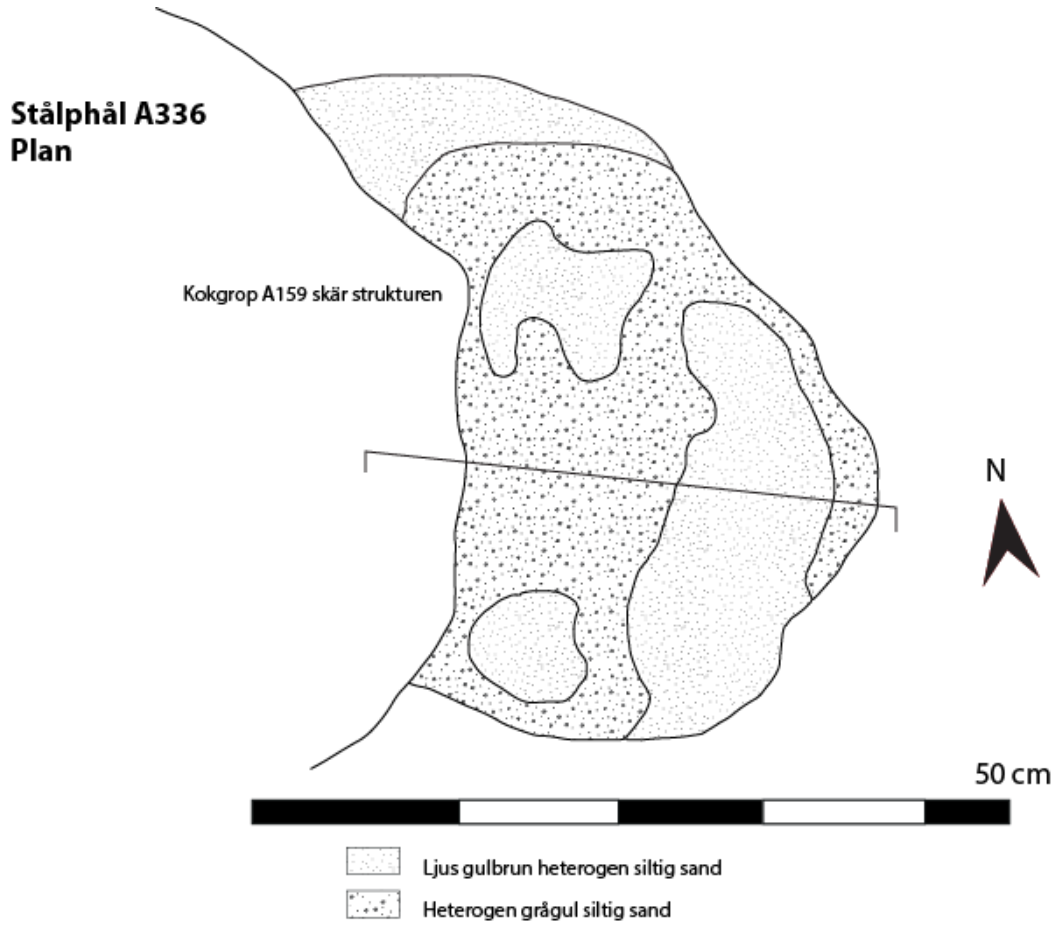 Stålphål A336
Plan
Kokgrop A159 skär strukturen
N
50 cm
Ljus gulbrun heterogen siltig sand
Heterogen grågul siltig sand